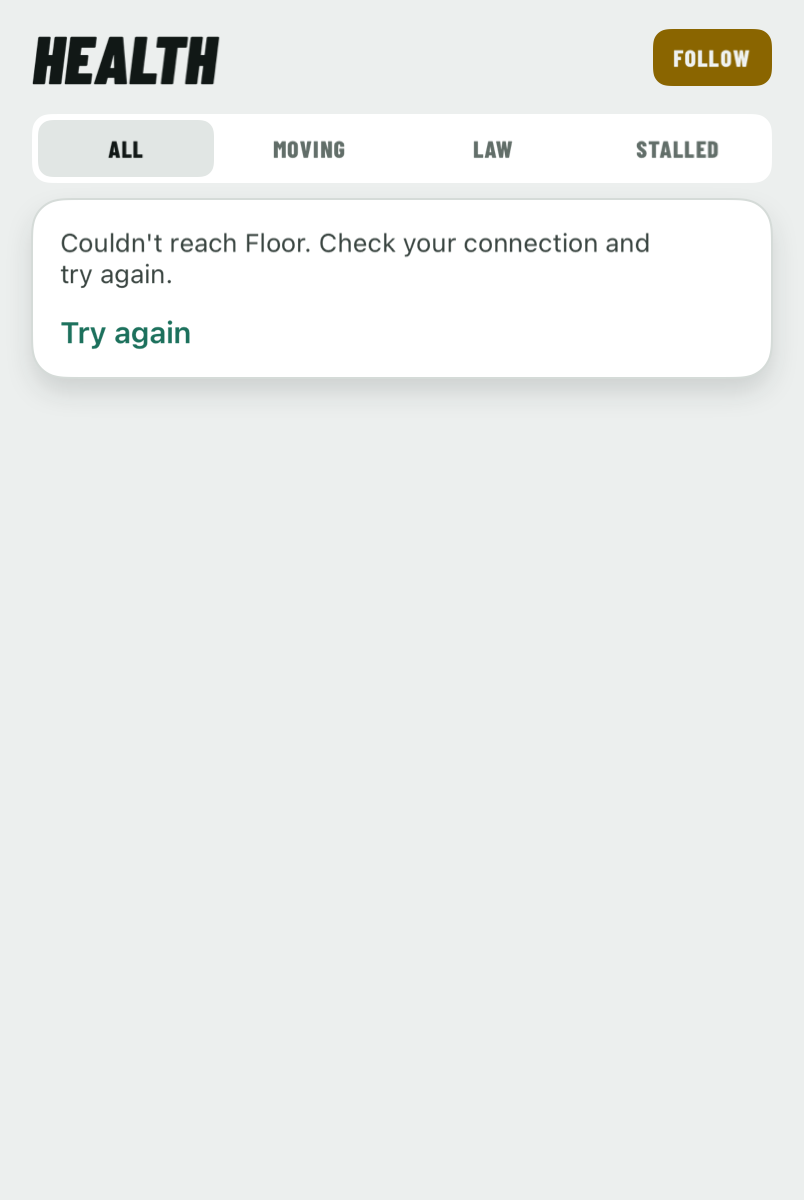 HEALTH
FOLLOW
ALL
MOVING
LAW
STALLED
Couldn't reach Floor. Check your connection and
try again.
Try again